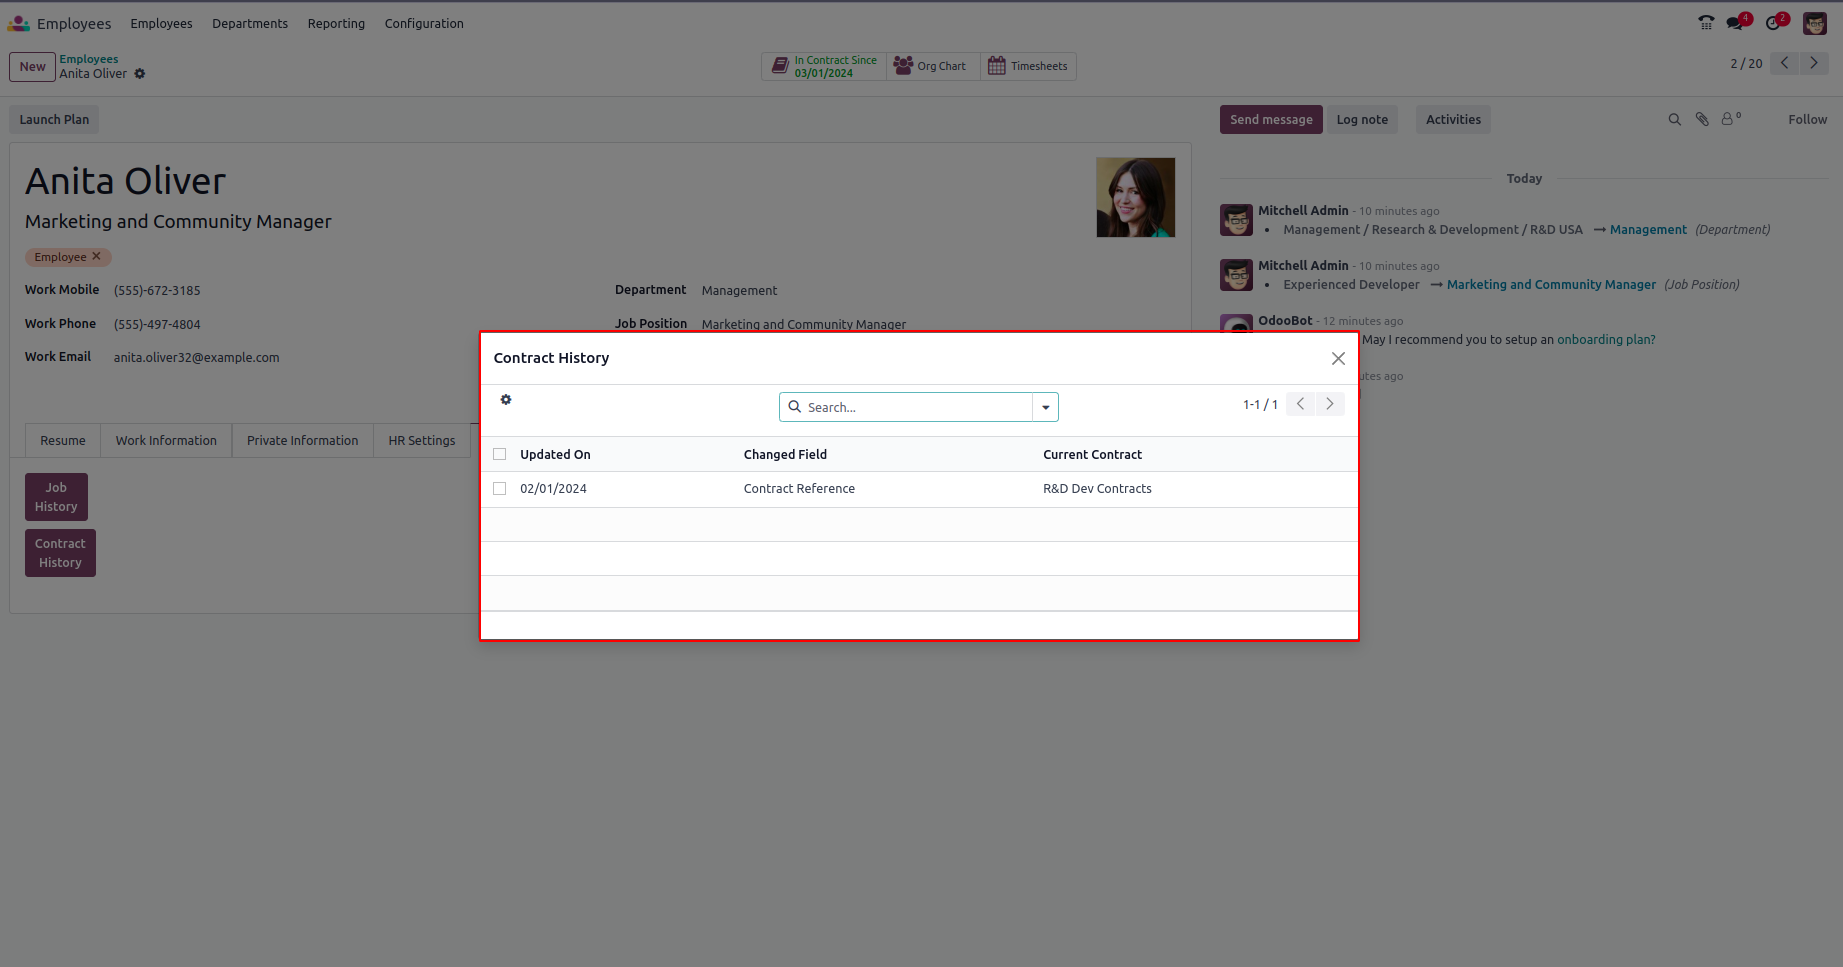 Employees Employees Departments Reporting Configuration 4 2
New Employees In Contract Since Org Chart Timesheets 2 / 20
Anita Oliver 03/01/2024
Launch Plan Send message Log note Activities 0 Follow
Anita Oliver
Marketing and Community Manager
Employee
Work Mobile (555)-672-3185 Department Management
Work Phone (555)-497-4804 Job Position Marketing and Community Manager
Work Email anita.oliver32@example.com
Resume Work Information Private Information HR Settings
Job
History
Contract
History
Today
Mitchell Admin - 10 minutes ago
• Management / Research & Development / R&D USA → Management (Department)
Mitchell Admin - 10 minutes ago
• Experienced Developer → Marketing and Community Manager (Job Position)
OdooBot - 12 minutes ago
May I recommend you to setup an onboarding plan?
utes ago
Contract History
Search... 1-1 / 1
Updated On Changed Field Current Contract
02/01/2024 Contract Reference R&D Dev Contracts